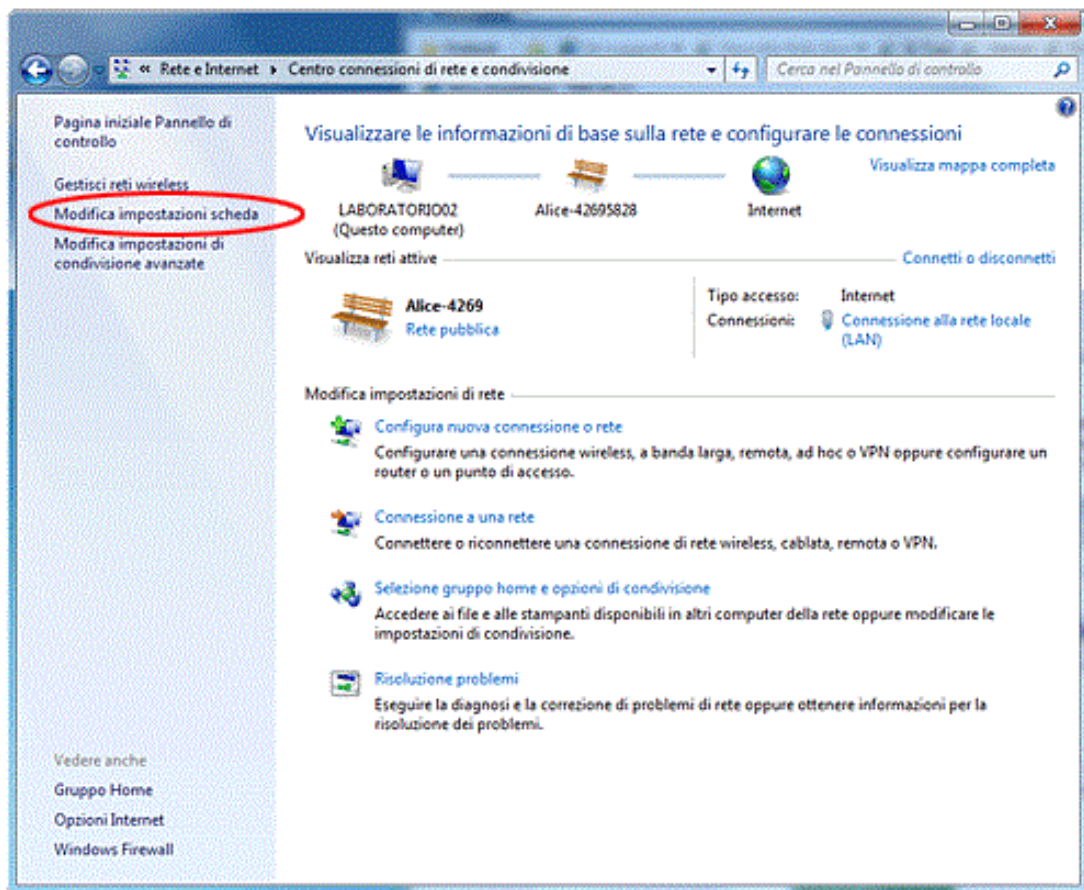 « Rete e Internet ▸ Centro connessioni di rete e condivisione
Cerca nel Pannello di controllo
Pagina iniziale Pannello di
controllo
Gestisci reti wireless
Modifica impostazioni scheda
Modifica impostazioni di
condivisione avanzate
Visualizzare le informazioni di base sulla rete e configurare le connessioni
Visualizza mappa completa
LABORATORIO02
(Questo computer)
Alice-42695828
Internet
Visualizza reti attive
Connetti o disconnetti
Alice-4269
Rete pubblica
Tipo accesso: Internet
Connessioni: Connessione alla rete locale
(LAN)
Modifica impostazioni di rete
Configura nuova connessione o rete
Configurare una connessione wireless, a banda larga, remota, ad hoc o VPN oppure configurare un
router o un punto di accesso.
Connessione a una rete
Connettere o riconnettere una connessione di rete wireless, cablata, remota o VPN.
Selezione gruppo home e opzioni di condivisione
Accedere ai file e alle stampanti disponibili in altri computer della rete oppure modificare le
impostazioni di condivisione.
Risoluzione problemi
Eseguire la diagnosi e la correzione di problemi di rete oppure ottenere informazioni per la
risoluzione dei problemi.
Vedere anche
Gruppo Home
Opzioni Internet
Windows Firewall